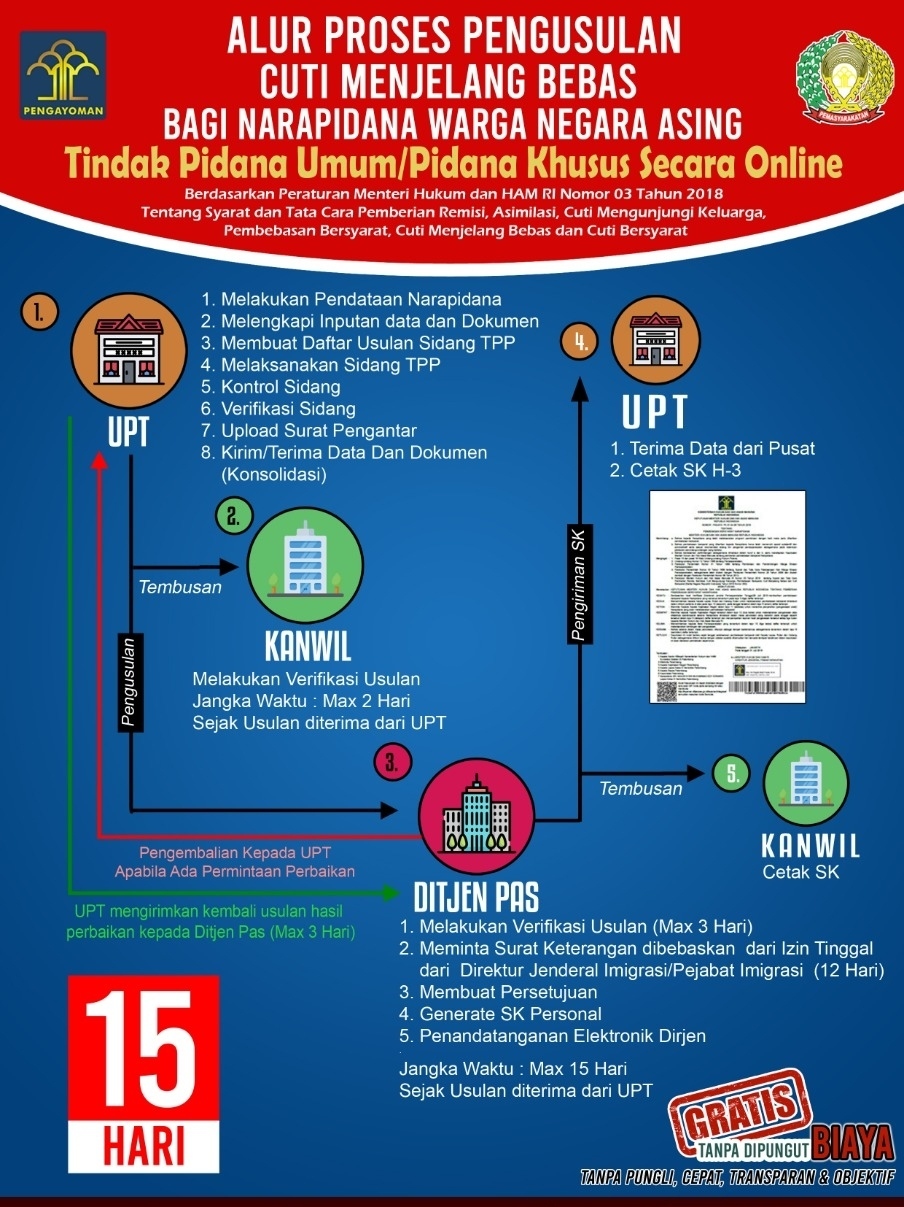 ALUR PROSES PENGUSULAN
CUTI MENJELANG BEBAS
BAGI NARAPIDANA WARGA NEGARA ASING
Tindak Pidana Umum/Pidana Khusus Secara Online
Berdasarkan Peraturan Menteri Hukum dan HAM RI Nomor 03 Tahun 2018
Tentang Syarat dan Tata Cara Pemberian Remisi, Asimilasi, Cuti Mengunjungi Keluarga,
Pembebasan Bersyarat, Cuti Menjelang Bebas dan Cuti Bersyarat
PENGAYOMAN
PEMASYARAKATAN
1.
UPT
1. Melakukan Pendataan Narapidana
2. Melengkapi Inputan data dan Dokumen
3. Membuat Daftar Usulan Sidang TPP
4. Melaksanakan Sidang TPP
5. Kontrol Sidang
6. Verifikasi Sidang
7. Upload Surat Pengantar
8. Kirim/Terima Data Dan Dokumen
(Konsolidasi)
2.
Tembusan
KANWIL
Melakukan Verifikasi Usulan
Jangka Waktu : Max 2 Hari
Sejak Usulan diterima dari UPT
Pengusulan
3.
DITJEN PAS
1. Melakukan Verifikasi Usulan (Max 3 Hari)
2. Meminta Surat Keterangan dibebaskan dari Izin Tinggal
dari Direktur Jenderal Imigrasi/Pejabat Imigrasi (12 Hari)
3. Membuat Persetujuan
4. Generate SK Personal
5. Penandatanganan Elektronik Dirjen
Jangka Waktu : Max 15 Hari
Sejak Usulan diterima dari UPT
Pengembalian Kepada UPT
Apabila Ada Permintaan Perbaikan
UPT mengirimkan kembali usulan hasil
perbaikan kepada Ditjen Pas (Max 3 Hari)
Pengiriman SK
4.
UPT
1. Terima Data dari Pusat
2. Cetak SK H-3
Tembusan
5.
KANWIL
Cetak SK
15
HARI
GRATIS
TANPA DIPUNGUT BIAYA
TANPA PUNGLI, CEPAT, TRANSPARAN & OBJEKTIF